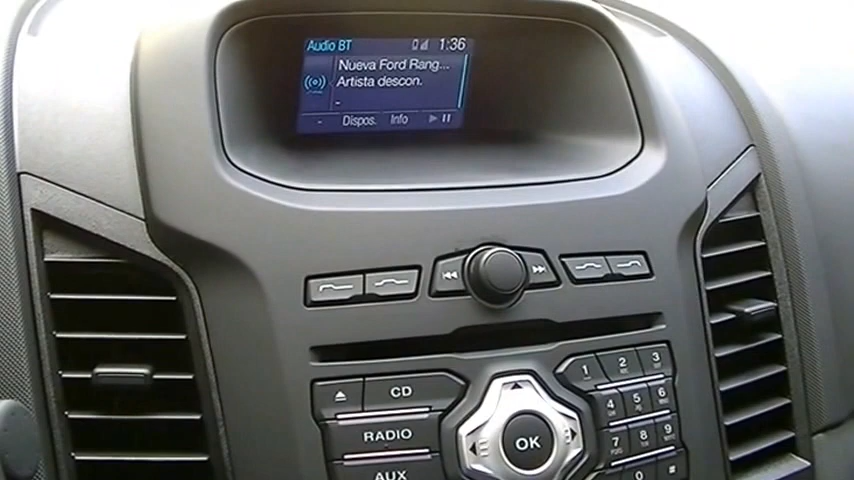 Audio BT 1:36
Nueva Ford Rang...
Artista descon.
-
- Dispos. Info
CD
RADIO
AUX
OK
1 2 3
4 5 6
7 8 9
0 #